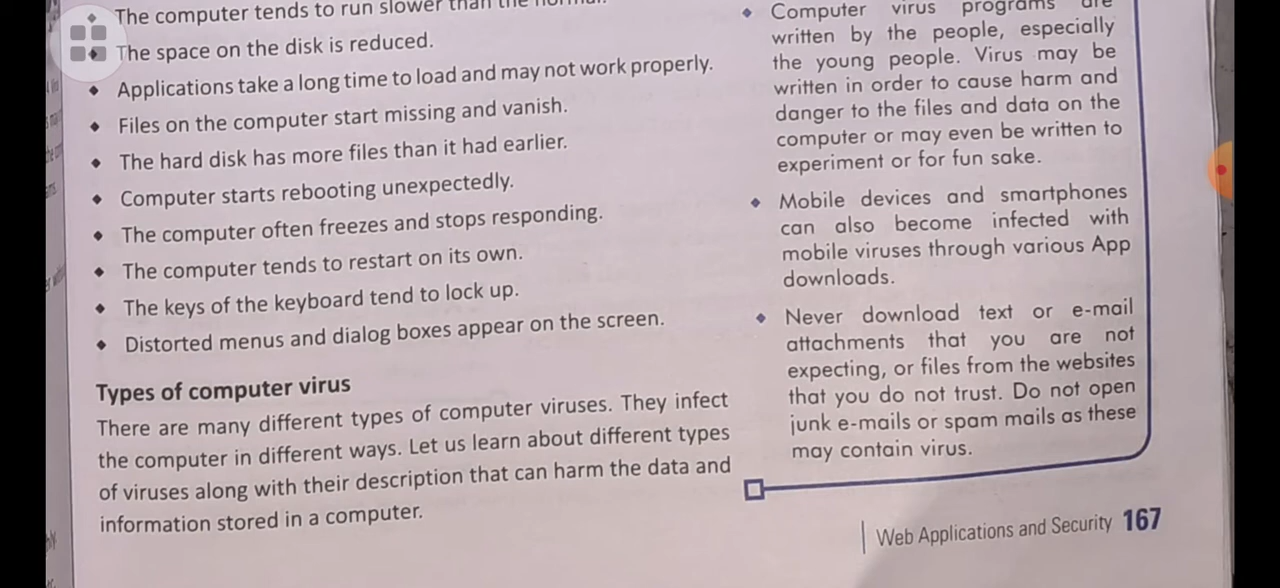 The computer tends to run slower than the normal.
The space on the disk is reduced.
Applications take a long time to load and may not work properly.
Files on the computer start missing and vanish.
The hard disk has more files than it had earlier.
Computer starts rebooting unexpectedly.
The computer often freezes and stops responding.
The computer tends to restart on its own.
The keys of the keyboard tend to lock up.
Distorted menus and dialog boxes appear on the screen.
Types of computer virus
There are many different types of computer viruses. They infect
the computer in different ways. Let us learn about different types
of viruses along with their description that can harm the data and
information stored in a computer.
Computer virus programs are
written by the people, especially
the young people. Virus may be
written in order to cause harm and
danger to the files and data on the
computer or may even be written to
experiment or for fun sake.
Mobile devices and smartphones
can also become infected with
mobile viruses through various App
downloads.
Never download text or e-mail
attachments that you are not
expecting, or files from the websites
that you do not trust. Do not open
junk e-mails or spam mails as these
may contain virus.
Web Applications and Security 167